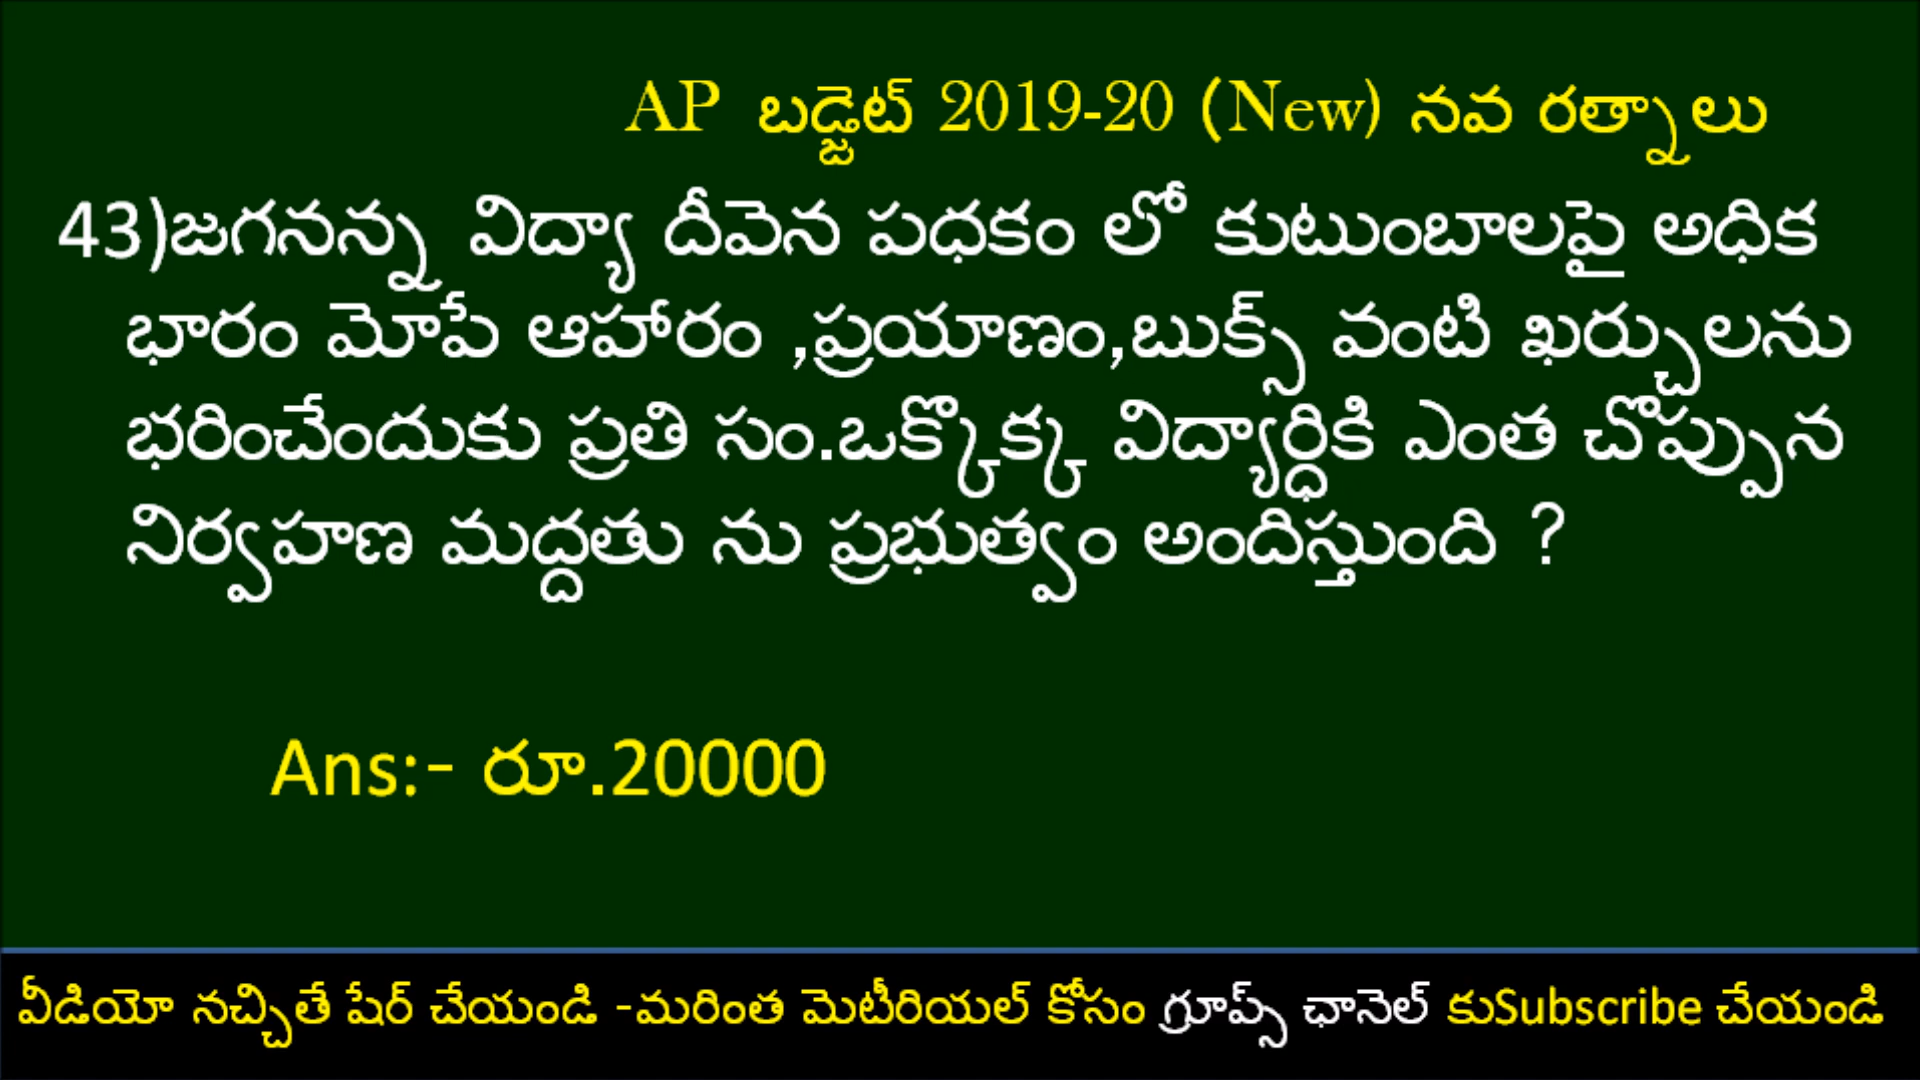 AP బడ్జెట్ 2019-20 (New) నవ రత్నాలు
43)జగనన్న విద్యా దీవెన పధకం లో కుటుంబాలపై అధిక
భారం మోపే ఆహారం ,ప్రయాణం,బుక్స్ వంటి ఖర్చులను
భరించేందుకు ప్రతి సం.ఒక్కొక్క విద్యార్ధికి ఎంత చొప్పున
నిర్వహణ మద్దతు ను ప్రభుత్వం అందిస్తుంది ?
Ans:- రూ.20000
వీడియో నచ్చితే షేర్ చేయండి -మరింత మెటీరియల్ కోసం గ్రూప్స్ ఛానెల్ కుSubscribe చేయండి